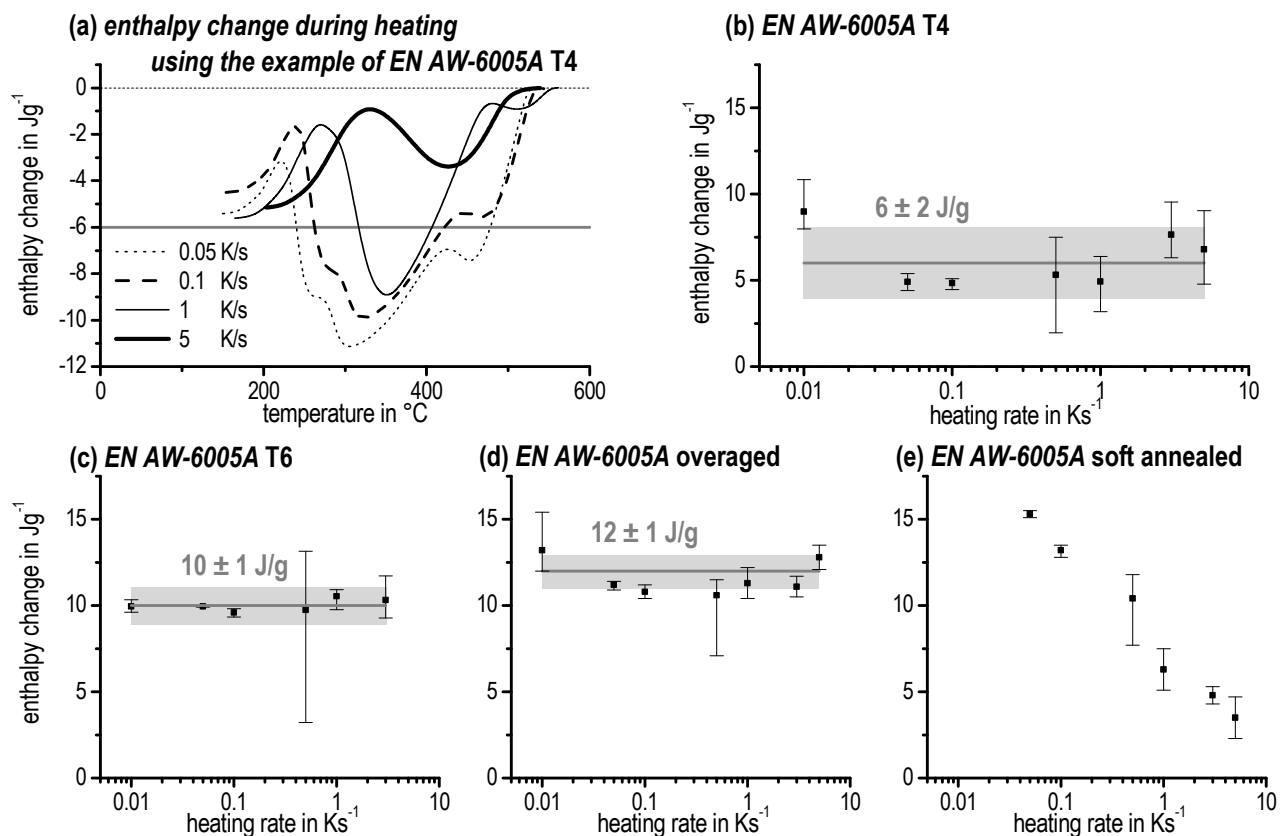 (a) enthalpy change during heating
using the example of EN AW-6005A T4
0
-2
-4
-6
-8
-10
-12
enthalpy change in Jg⁻¹
0.05 K/s
0.1 K/s
1 K/s
5 K/s
0 200 400 600
temperature in °C
(b) EN AW-6005A T4
15
10
5
0
enthalpy change in Jg⁻¹
6 ± 2 J/g
0.01 0.1 1 10
heating rate in Ks⁻¹
(c) EN AW-6005A T6
15
10
5
0
enthalpy change in Jg⁻¹
10 ± 1 J/g
0.01 0.1 1 10
heating rate in Ks⁻¹
(d) EN AW-6005A overaged
15
10
5
0
12 ± 1 J/g
0.01 0.1 1 10
heating rate in Ks⁻¹
(e) EN AW-6005A soft annealed
15
10
5
0
0.01 0.1 1 10
heating rate in Ks⁻¹